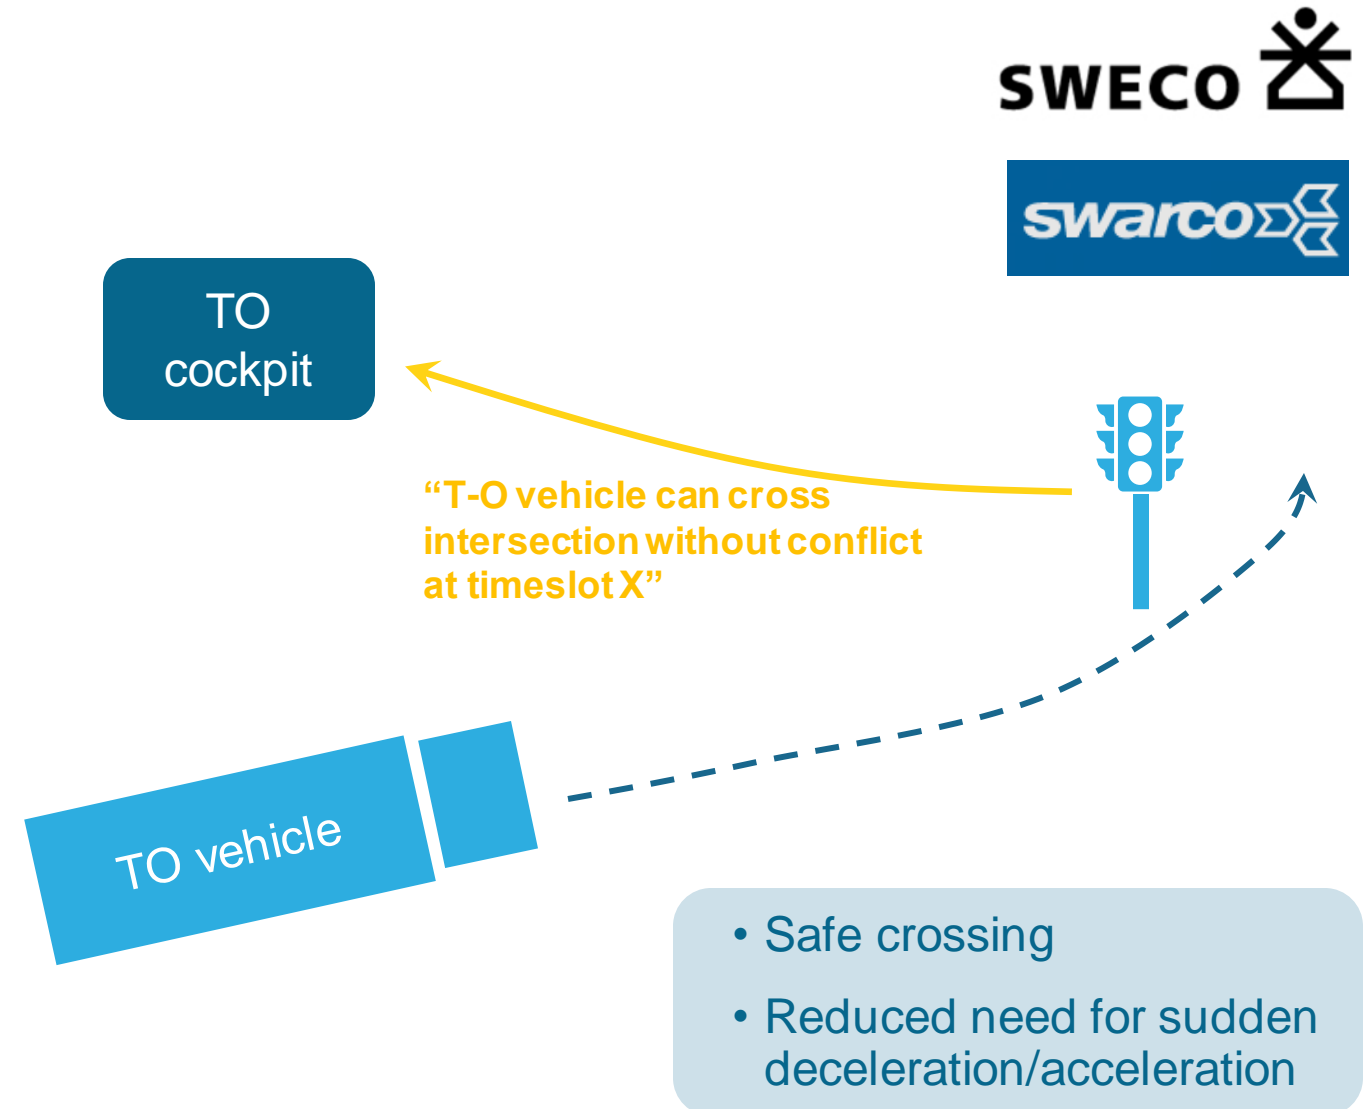 SWECO
swarco
TO
cockpit
“T-O vehicle can cross
intersection without conflict
at timeslot X”
TO vehicle
• Safe crossing
• Reduced need for sudden
deceleration/acceleration